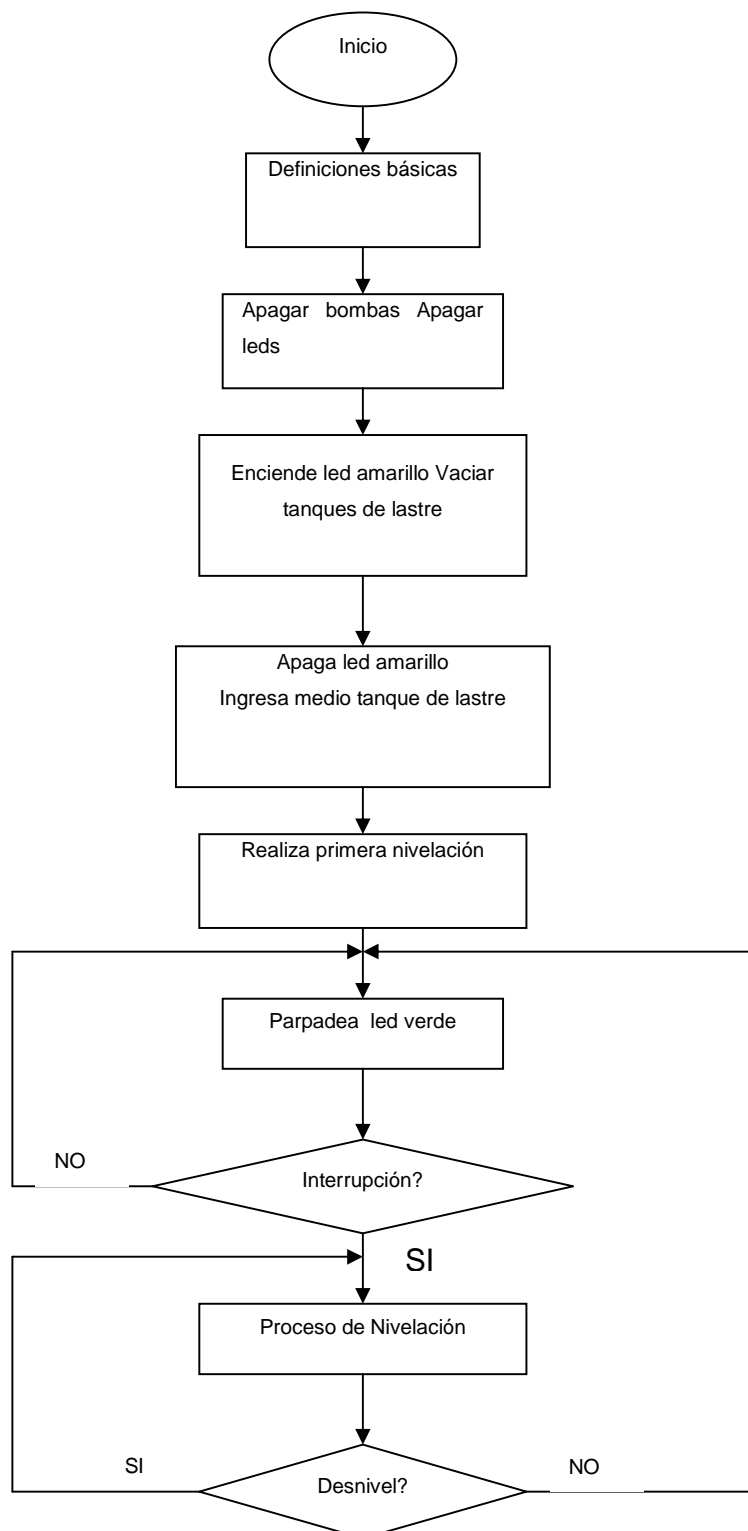 Inicio
Definiciones básicas
Apagar bombas Apagar
leds
Enciende led amarillo Vaciar
tanques de lastre
Apaga led amarillo
Ingresa medio tanque de lastre
Realiza primera nivelación
Parpadea led verde
NO
Interrupción?
SI
Proceso de Nivelación
SI
Desnivel?
NO